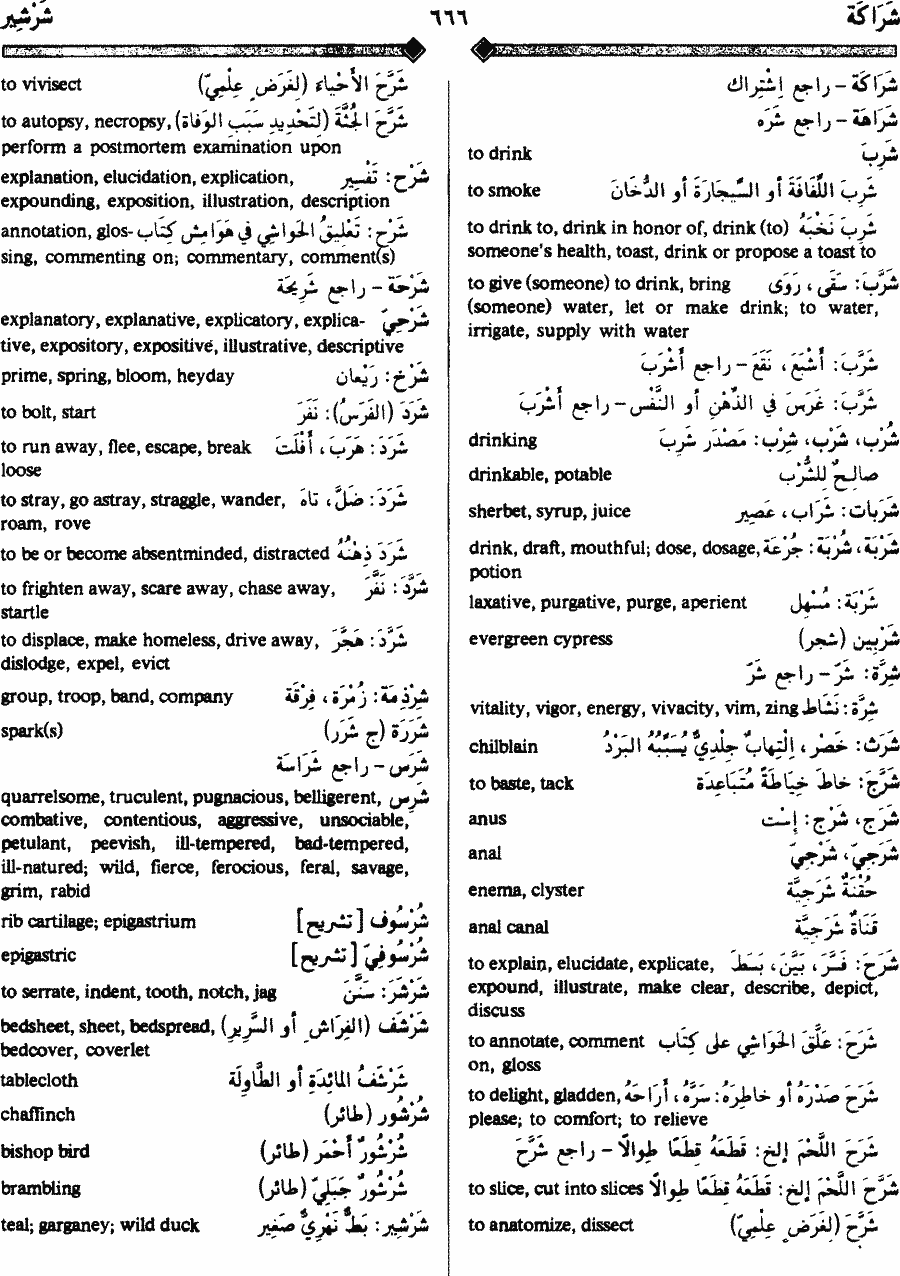 شَرَاكَة ٦٦٦ شَرْشِير
شَرَاكَة - راجع اِشْتِراك
شَرَاهَة - راجع شَرَه
شَرِبَ to drink
شَرِبَ اللِّفَافَةَ أو السِّيجَارَةَ أو الدُّخَانَ to smoke
شَرِبَ نَخْبَهُ to drink to, drink in honor of, drink (to)
someone's health, toast, drink or propose a toast to
شَرَّبَ: سَقَى، رَوَّى to give (someone) to drink, bring
(someone) water, let or make drink; to water,
irrigate, supply with water
شَرَّبَ: أَشْبَعَ، نَقَعَ - راجع أَشْرَبَ
شَرَّبَ: غَرَسَ في الذِّهْنِ أو النَّفْس - راجع أَشْرَبَ
شُرْب، شَرْب، شِرْب: مَصْدَر شَرِبَ drinking
صالِحٌ لِلشُّرْب drinkable, potable
شَرْبات: شَرَاب، عَصِير sherbet, syrup, juice
شَرْبَة، شُرْبَة: جُرْعَة drink, draft, mouthful; dose, dosage,
potion
شَرْبَة: مُسْهِل laxative, purgative, purge, aperient
شَرْبِين (شجر) evergreen cypress
شِرَّة: شَرّ - راجع شَرّ
شِرَّة: نَشَاط vitality, vigor, energy, vivacity, vim, zing
شَرَث: خَصَر، اِلْتِهابٌ جِلْدِيٌّ يُسَبِّبُهُ البَرْدُ chilblain
شَرَّجَ: خاطَ خِيَاطَةً مُتَبَاعِدَة to baste, tack
شَرَج، شَرْج: اِسْت anus
شَرَجِيّ، شَرْجِيّ anal
حُقْنَةٌ شَرَجِيَّة enema, clyster
قَنَاةٌ شَرَجِيَّة anal canal
شَرَحَ: فَسَّرَ، بَيَّنَ، بَسَطَ to explain, elucidate, explicate,
expound, illustrate, make clear, describe, depict,
discuss
شَرَحَ: عَلَّقَ الحَوَاشِي على كِتَاب to annotate, comment
on, gloss
شَرَحَ صَدْرَهُ أو خاطِرَهُ: سَرَّهُ، أَرَاحَهُ to delight, gladden,
please; to comfort; to relieve
شَرَحَ اللَّحْمَ إلخ: قَطَعَهُ قِطَعًا طِوالًا - راجع شَرَّحَ
شَرَّحَ اللَّحْمَ إلخ: قَطَعَهُ قِطَعًا طِوالًا to slice, cut into slices
شَرَّحَ (لِغَرَضٍ عِلْمِيّ) to anatomize, dissect
شَرَّحَ الأَحْيَاءَ (لِغَرَضٍ عِلْمِيّ) to vivisect
شَرَّحَ الجُثَّةَ (لِتَحْدِيدِ سَبَبِ الوَفاة) to autopsy, necropsy,
perform a postmortem examination upon
شَرْح: تَفْسِير explanation, elucidation, explication,
expounding, exposition, illustration, description
شَرْح: تَعْلِيقُ الحَوَاشِي في هَوَامِشِ كِتَاب annotation, glos-
sing, commenting on; commentary, comment(s)
شَرْحَة - راجع شَرِيحَة
شَرْحِيّ explanatory, explanative, explicatory, explica-
tive, expository, expositive, illustrative, descriptive
شَرْخ: رَيْعَان prime, spring, bloom, heyday
شَرَدَ (الفَرَسُ): نَفَرَ to bolt, start
شَرَدَ: هَرَبَ، أَفْلَتَ to run away, flee, escape, break
loose
شَرَدَ: ضَلَّ، تَاهَ to stray, go astray, straggle, wander,
roam, rove
شَرَدَ ذِهْنُهُ to be or become absentminded, distracted
شَرَّدَ: نَفَّرَ to frighten away, scare away, chase away,
startle
شَرَّدَ: هَجَّرَ to displace, make homeless, drive away,
dislodge, expel, evict
شِرْذِمَة: زُمْرَة، فِرْقَة group, troop, band, company
شَرَرَة (ج شَرَر) spark(s)
شَرَس - راجع شَرَاسَة
شَرِس quarrelsome, truculent, pugnacious, belligerent,
combative, contentious, aggressive, unsociable,
petulant, peevish, ill-tempered, bad-tempered,
ill-natured; wild, fierce, ferocious, feral, savage,
grim, rabid
شُرْسُوف [تشريح] rib cartilage; epigastrium
شُرْسُوفِيّ [تشريح] epigastric
شَرْشَرَ: سَنَّنَ to serrate, indent, tooth, notch, jag
شَرْشَف (الفِرَاشِ أو السَّرِير) bedsheet, sheet, bedspread,
bedcover, coverlet
شَرْشَفُ المائِدَةِ أو الطَّاوِلَة tablecloth
شُرْشُور (طائر) chaffinch
شُرْشُورٌ أَحْمَر (طائر) bishop bird
شُرْشُورٌ جَبَلِيّ (طائر) brambling
شَرْشِير: بَطٌّ نَهْرِيٌّ صَغِير teal; garganey; wild duck